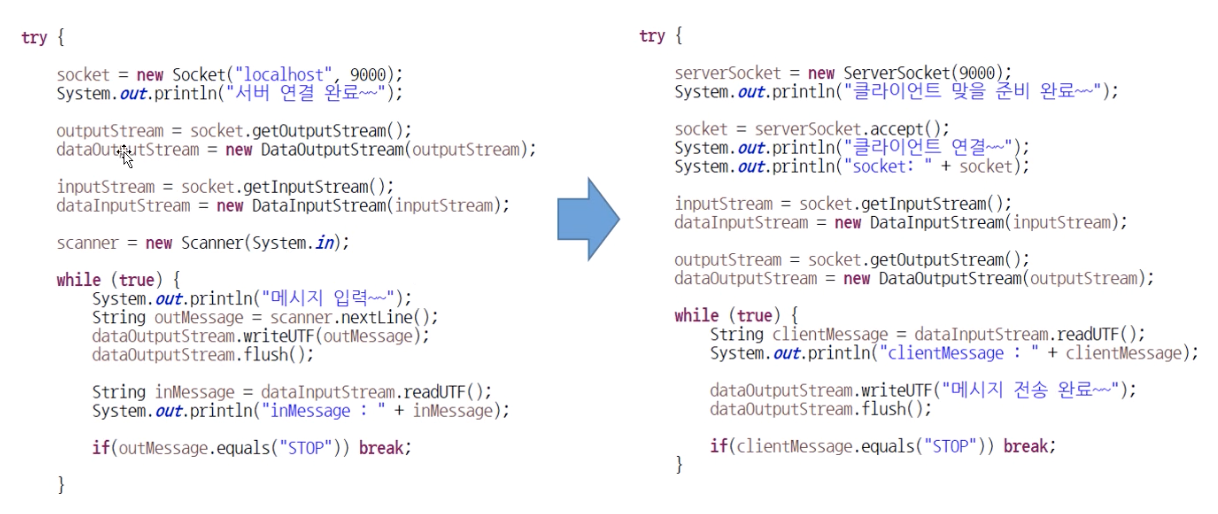 try {
socket = new Socket("localhost", 9000);
System.out.println("서버 연결 완료~~");
outputStream = socket.getOutputStream();
dataOutputStream = new DataOutputStream(outputStream);
inputStream = socket.getInputStream();
dataInputStream = new DataInputStream(inputStream);
scanner = new Scanner(System.in);
while (true) {
System.out.println("메시지 입력~~");
String outMessage = scanner.nextLine();
dataOutputStream.writeUTF(outMessage);
dataOutputStream.flush();
String inMessage = dataInputStream.readUTF();
System.out.println("inMessage : " + inMessage);
if(outMessage.equals("STOP")) break;
}
try {
serverSocket = new ServerSocket(9000);
System.out.println("클라이언트 맞을 준비 완료~~");
socket = serverSocket.accept();
System.out.println("클라이언트 연결~~");
System.out.println("socket: " + socket);
inputStream = socket.getInputStream();
dataInputStream = new DataInputStream(inputStream);
outputStream = socket.getOutputStream();
dataOutputStream = new DataOutputStream(outputStream);
while (true) {
String clientMessage = dataInputStream.readUTF();
System.out.println("clientMessage : " + clientMessage);
dataOutputStream.writeUTF("메시지 전송 완료~~");
dataOutputStream.flush();
if(clientMessage.equals("STOP")) break;
}